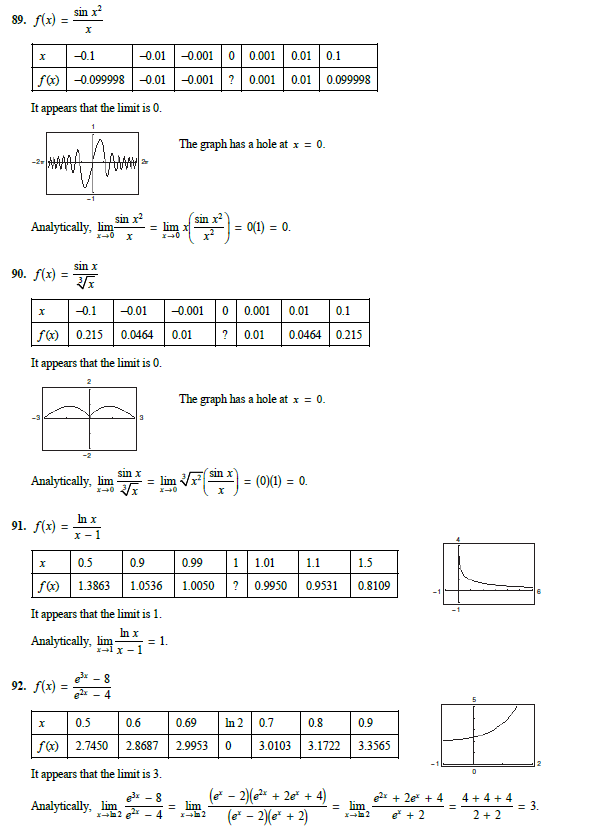 89. f(x) = sin x² / x
x −0.1 −0.01 −0.001 0 0.001 0.01 0.1
f(x) −0.099998 −0.01 −0.001 ? 0.001 0.01 0.099998
It appears that the limit is 0.
1
−2π 2π
−1
The graph has a hole at x = 0.
Analytically, lim x→0 sin x² / x = lim x→0 x(sin x² / x²) = 0(1) = 0.
90. f(x) = sin x / ∛x
x −0.1 −0.01 −0.001 0 0.001 0.01 0.1
f(x) 0.215 0.0464 0.01 ? 0.01 0.0464 0.215
It appears that the limit is 0.
2
−3 3
−2
The graph has a hole at x = 0.
Analytically, lim x→0 sin x / ∛x = lim x→0 ∛x² (sin x / x) = (0)(1) = 0.
91. f(x) = ln x / x − 1
x 0.5 0.9 0.99 1 1.01 1.1 1.5
f(x) 1.3863 1.0536 1.0050 ? 0.9950 0.9531 0.8109
4
−1 6
−1
It appears that the limit is 1.
Analytically, lim x→1 ln x / x − 1 = 1.
92. f(x) = e³ˣ − 8 / e²ˣ − 4
x 0.5 0.6 0.69 ln 2 0.7 0.8 0.9
f(x) 2.7450 2.8687 2.9953 0 3.0103 3.1722 3.3565
5
−1 2
0
It appears that the limit is 3.
Analytically, lim x→ln 2 e³ˣ − 8 / e²ˣ − 4 = lim x→ln 2 (eˣ − 2)(e²ˣ + 2eˣ + 4) / (eˣ − 2)(eˣ + 2) = lim x→ln 2 e²ˣ + 2eˣ + 4 / eˣ + 2 = 4 + 4 + 4 / 2 + 2 = 3.